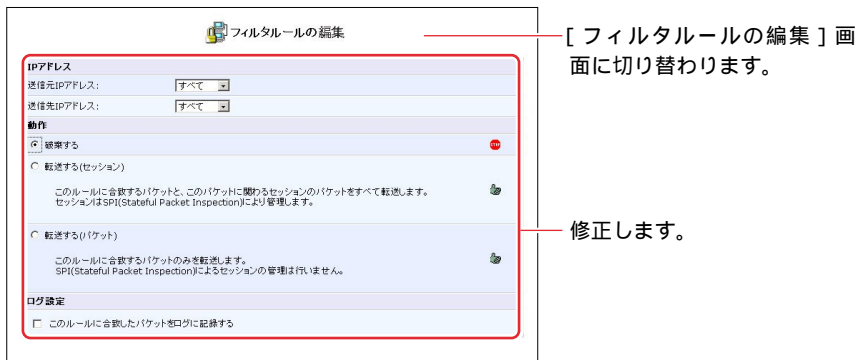 フィルタルールの編集
[ フィルタルールの編集 ] 画
面に切り替わります。
IPアドレス
送信元IPアドレス: すべて
送信先IPアドレス: すべて
動作
破棄する
STOP
転送する(セッション)
このルールに合致するパケットと、このパケットに関わるセッションのパケットをすべて転送します。
セッションはSPI(Stateful Packet Inspection)により管理します。
修正します。
転送する(パケット)
このルールに合致するパケットのみを転送します。
SPI(Stateful Packet Inspection)によるセッションの管理は行いません。
ログ設定
このルールに合致したパケットをログに記録する